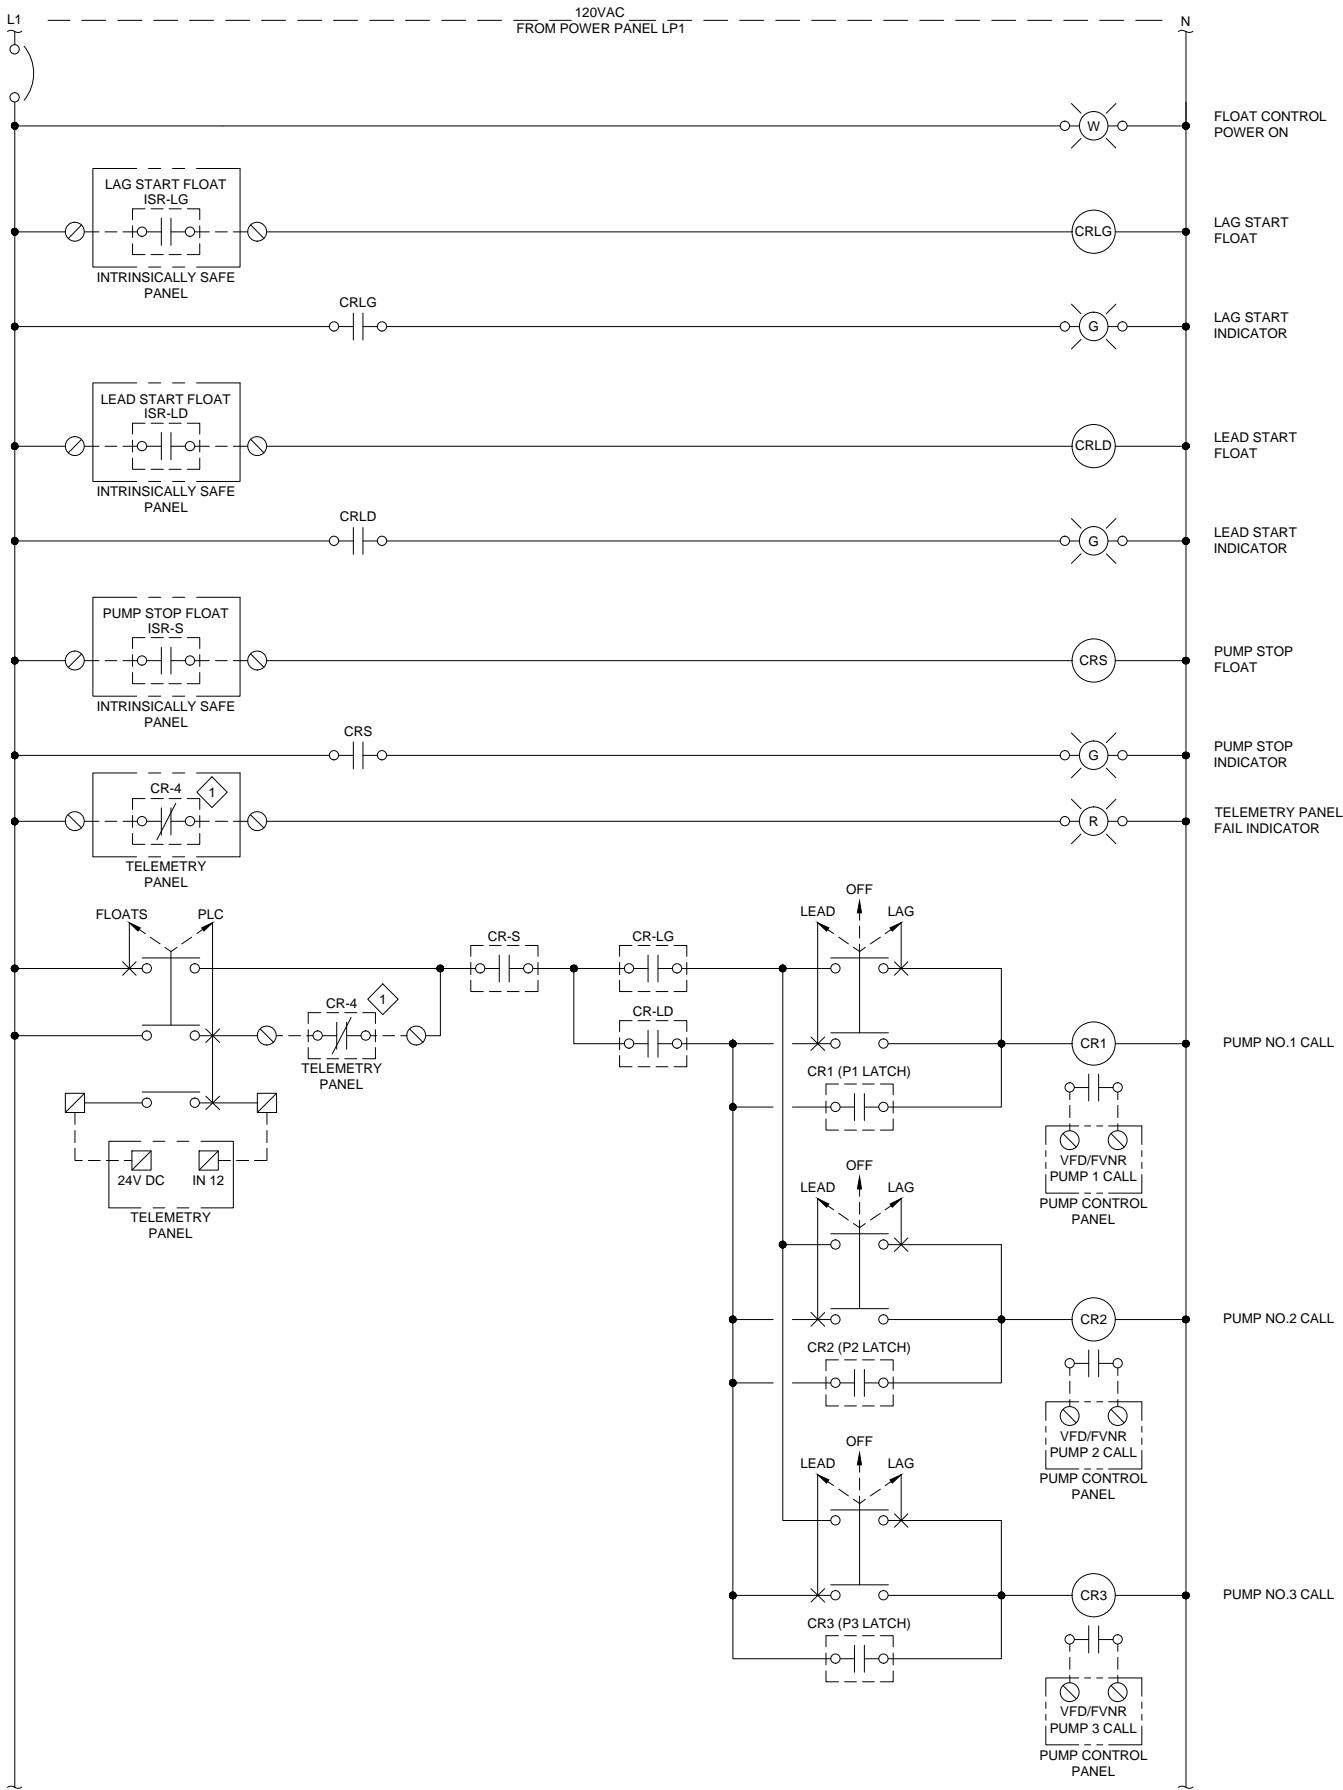 L1
120VAC
FROM POWER PANEL LP1
N
W
FLOAT CONTROL
POWER ON
LAG START FLOAT
ISR-LG
INTRINSICALLY SAFE
PANEL
CRLG
LAG START
FLOAT
CRLG
G
LAG START
INDICATOR
LEAD START FLOAT
ISR-LD
INTRINSICALLY SAFE
PANEL
CRLD
LEAD START
FLOAT
CRLD
G
LEAD START
INDICATOR
PUMP STOP FLOAT
ISR-S
INTRINSICALLY SAFE
PANEL
CRS
PUMP STOP
FLOAT
CRS
G
PUMP STOP
INDICATOR
CR-4
1
TELEMETRY
PANEL
R
TELEMETRY PANEL
FAIL INDICATOR
FLOATS
PLC
CR-4
1
TELEMETRY
PANEL
24V DC
IN 12
TELEMETRY
PANEL
CR-S
CR-LG
CR-LD
OFF
LEAD
LAG
CR1 (P1 LATCH)
CR1
PUMP NO.1 CALL
VFD/FVNR
PUMP 1 CALL
PUMP CONTROL
PANEL
OFF
LEAD
LAG
CR2 (P2 LATCH)
CR2
PUMP NO.2 CALL
VFD/FVNR
PUMP 2 CALL
PUMP CONTROL
PANEL
OFF
LEAD
LAG
CR3 (P3 LATCH)
CR3
PUMP NO.3 CALL
VFD/FVNR
PUMP 3 CALL
PUMP CONTROL
PANEL